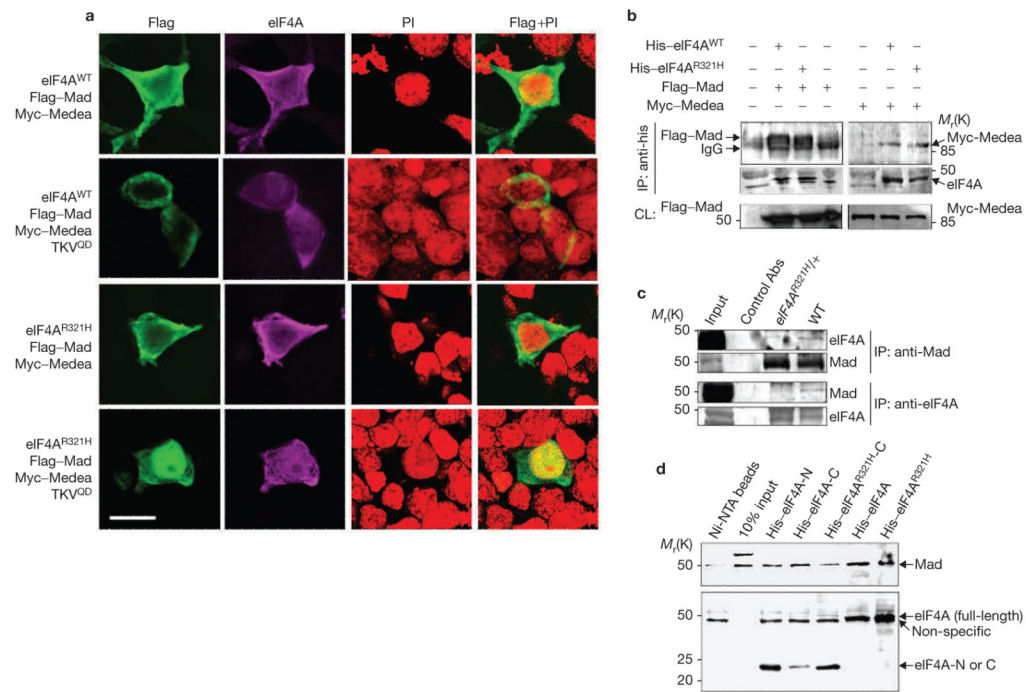 a
Flag
eIF4A
PI
Flag+PI
eIF4A^WT
Flag–Mad
Myc–Medea
eIF4A^WT
Flag–Mad
Myc–Medea
TKV^QD
eIF4A^R321H
Flag–Mad
Myc–Medea
eIF4A^R321H
Flag–Mad
Myc–Medea
TKV^QD
b
His–eIF4A^WT – + – – – + –
His–eIF4A^R321H – – + – – – +
Flag–Mad – + + + – – –
Myc–Medea – – – – + + +
M_r(K)
IP: anti-his
Flag–Mad
IgG
Myc–Medea
85
50
eIF4A
CL:
Flag–Mad
50
Myc–Medea
85
c
M_r(K)
Input
Control Abs
eIF4A^R321H/+
WT
50
eIF4A
50
Mad
IP: anti-Mad
50
Mad
50
eIF4A
IP: anti-eIF4A
d
M_r(K)
Ni-NTA beads
10% input
His–eIF4A-N
His–eIF4A-C
His–eIF4A^R321H-C
His–eIF4A
His–eIF4A^R321H
50
Mad
50
eIF4A (full-length)
Non-specific
25
20
eIF4A-N or C